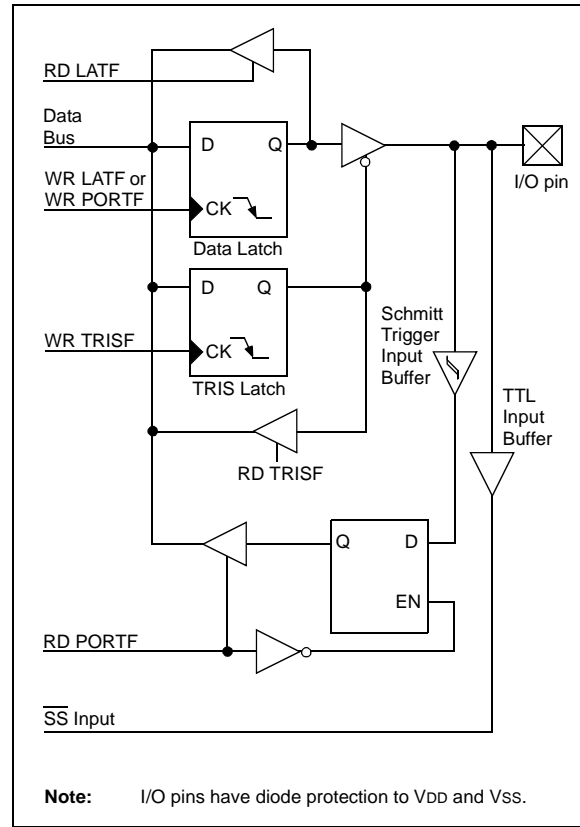 RD LATF
Data
Bus
D Q
I/O pin
WR LATF or
WR PORTF
CK
Data Latch
D Q
WR TRISF
CK
TRIS Latch
Schmitt
Trigger
Input
Buffer
TTL
Input
Buffer
RD TRISF
Q D
EN
RD PORTF
SS Input
Note: I/O pins have diode protection to VDD and VSS.